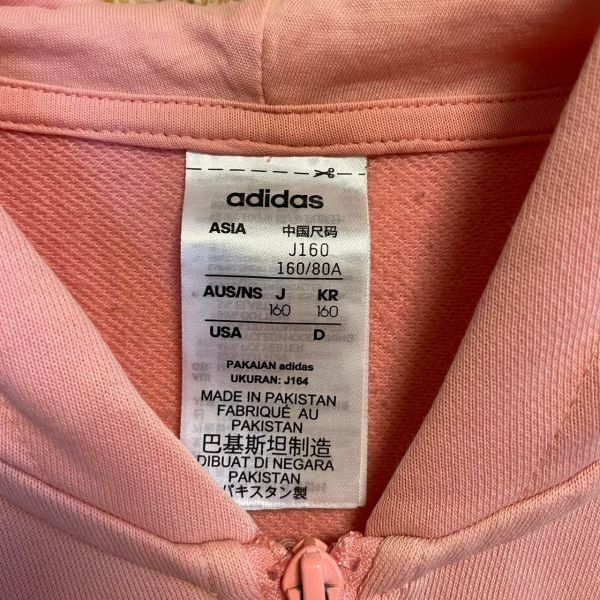 adidas
ASIA 中国尺码
J160
160/80A
AUS/NS J KR
160 160
USA D
PAKAIAN adidas
UKURAN: J164
MADE IN PAKISTAN
FABRIQUÉ AU
PAKISTAN
巴基斯坦制造
DIBUAT DI NEGARA
PAKISTAN
パキスタン製